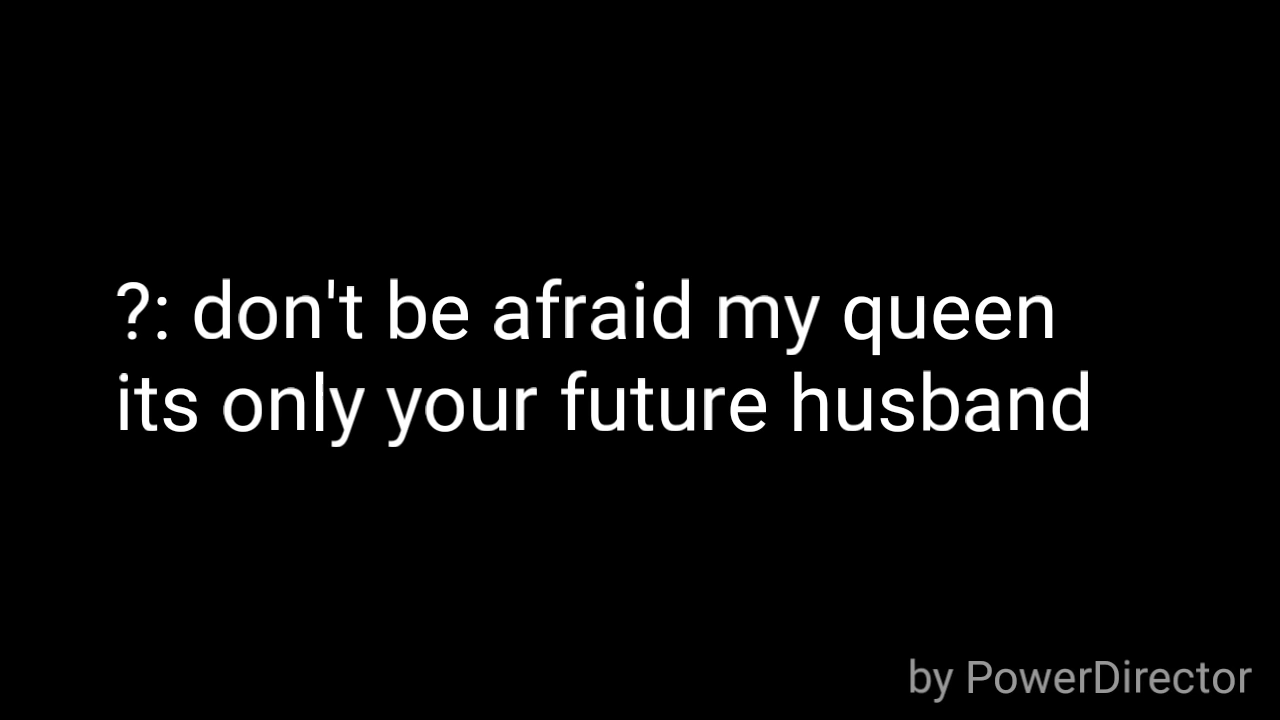 ?: don't be afraid my queen
its only your future husband
by PowerDirector